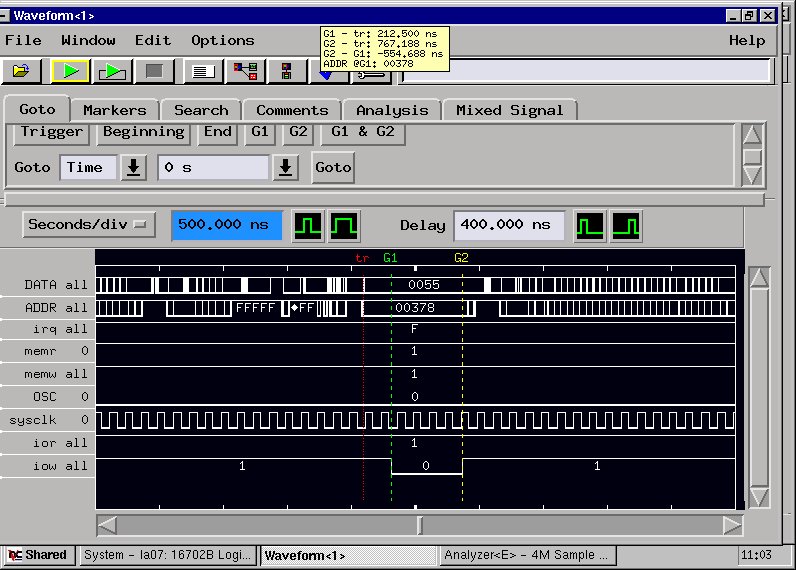 Waveform<1>
File Window Edit Options Help
G1 - tr: 212.500 ns
G2 - tr: 767.188 ns
G2 - G1: -554.688 ns
ADDR @G1: 00378
Goto Markers Search Comments Analysis Mixed Signal
Trigger Beginning End G1 G2 G1 & G2
Goto Time 0 s Goto
Seconds/div 500.000 ns Delay 400.000 ns
tr G1 G2
DATA all 0055
ADDR all FFFFF ◆FF 00378
irq all F
memr 0 1
memw all 1
OSC 0 0
sysclk 0
ior all 1
iow all 1 0 1
Shared System - la07: 16702B Logi... Waveform<1> Analyzer<E> - 4M Sample ... 11:03